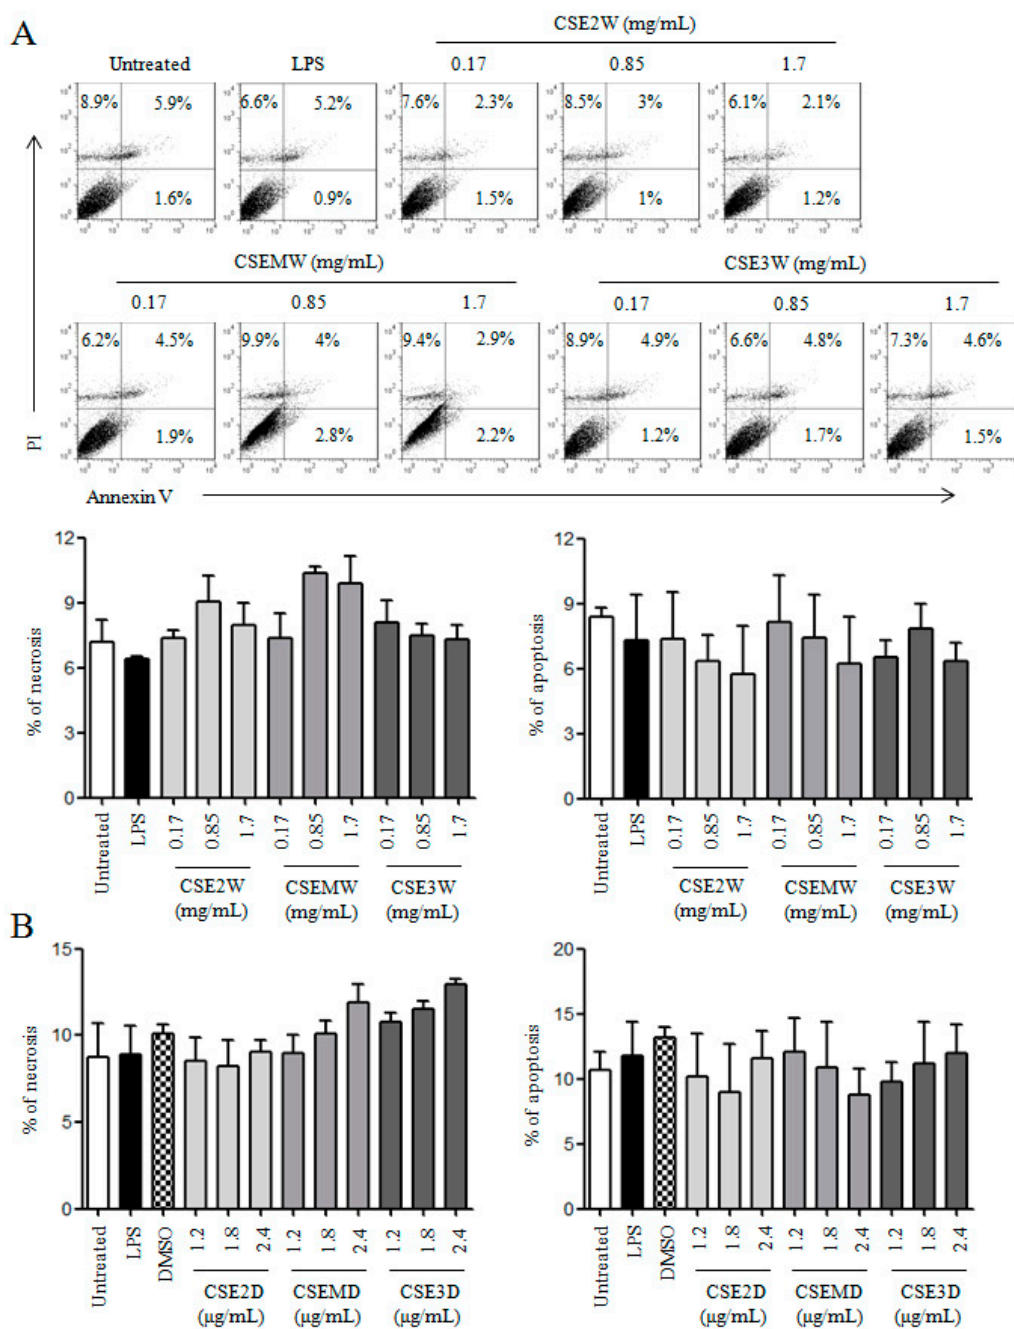 A
CSE2W (mg/mL)
Untreated LPS 0.17 0.85 1.7
8.9% 5.9% 6.6% 5.2% 7.6% 2.3% 8.5% 3% 6.1% 2.1%
1.6% 0.9% 1.5% 1% 1.2%
CSEMW (mg/mL) CSE3W (mg/mL)
0.17 0.85 1.7 0.17 0.85 1.7
6.2% 4.5% 9.9% 4% 9.4% 2.9% 8.9% 4.9% 6.6% 4.8% 7.3% 4.6%
1.9% 2.8% 2.2% 1.2% 1.7% 1.5%
PI
Annexin V
% of necrosis
12
9
6
3
0
Untreated LPS 0.17 0.85 1.7 0.17 0.85 1.7 0.17 0.85 1.7
CSE2W CSEMW CSE3W
(mg/mL) (mg/mL) (mg/mL)
% of apoptosis
12
9
6
3
0
Untreated LPS 0.17 0.85 1.7 0.17 0.85 1.7 0.17 0.85 1.7
CSE2W CSEMW CSE3W
(mg/mL) (mg/mL) (mg/mL)
B
% of necrosis
15
10
5
0
Untreated LPS DMSO 1.2 1.8 2.4 1.2 1.8 2.4 1.2 1.8 2.4
CSE2D CSEMD CSE3D
(µg/mL) (µg/mL) (µg/mL)
% of apoptosis
20
15
10
5
0
Untreated LPS DMSO 1.2 1.8 2.4 1.2 1.8 2.4 1.2 1.8 2.4
CSE2D CSEMD CSE3D
(µg/mL) (µg/mL) (µg/mL)